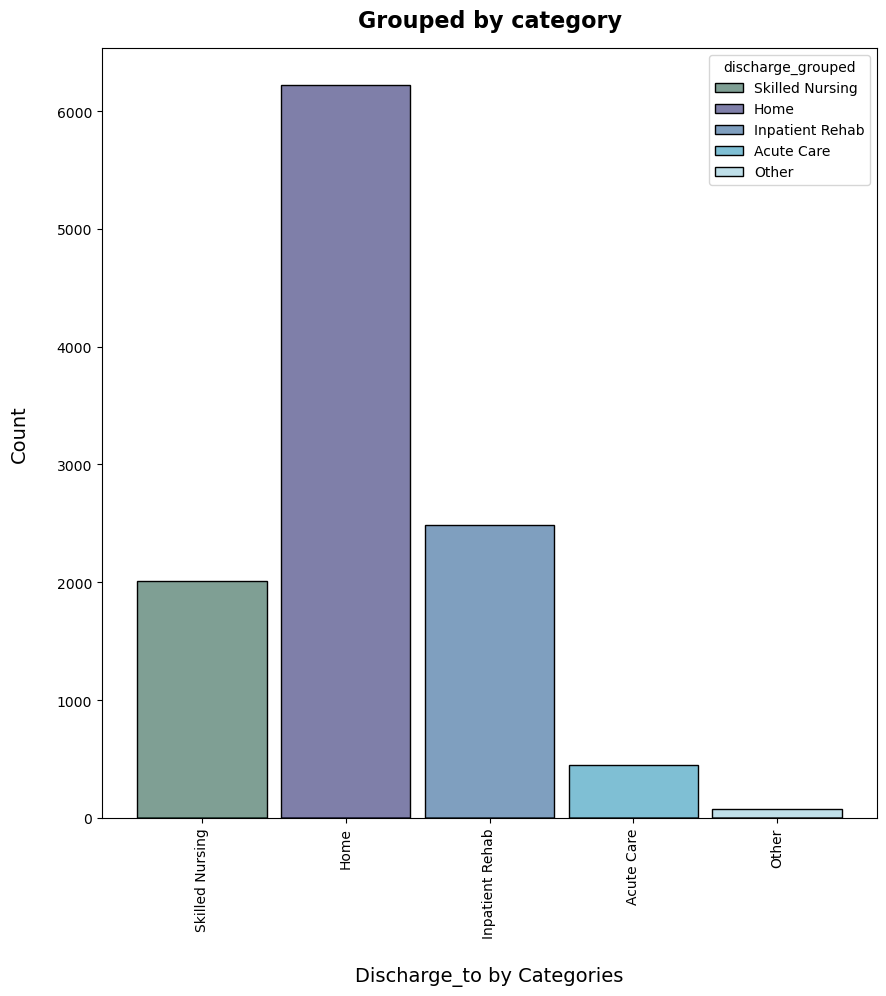 Grouped by category
discharge_grouped
Skilled Nursing
Home
Inpatient Rehab
Acute Care
Other
6000
5000
4000
3000
2000
1000
0
Count
Skilled Nursing
Home
Inpatient Rehab
Acute Care
Other
Discharge_to by Categories